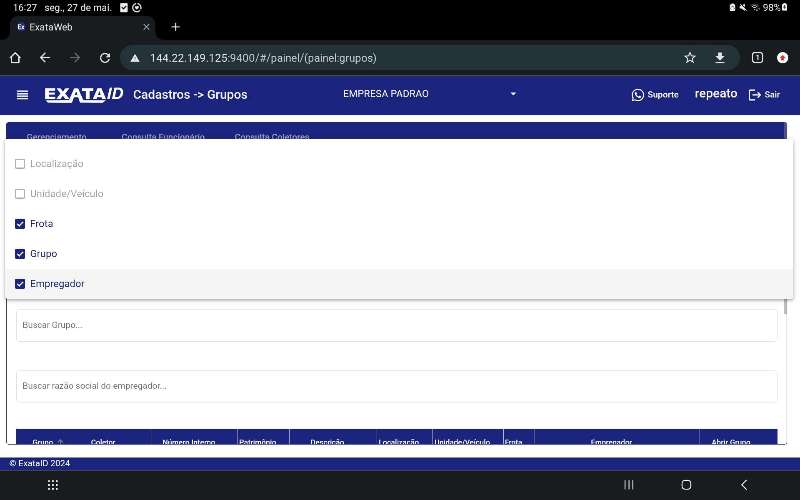 16:27 seg., 27 de mai. 98%
Ex ExataWeb
144.22.149.125:9400/#/painel/(painel:grupos) 1
EXATAID Cadastros -> Grupos EMPRESA PADRAO Suporte repeato Sair
Gerenciamento Consulta Funcionário Consulta Coletores
Localização
Unidade/Veículo
Frota
Grupo
Empregador
Buscar Grupo...
Buscar razão social do empregador...
Grupo Coletor Número Interno Patrimônio Descrição Localização Unidade/Veículo Frota Empregador Abrir Grupo
© ExataID 2024